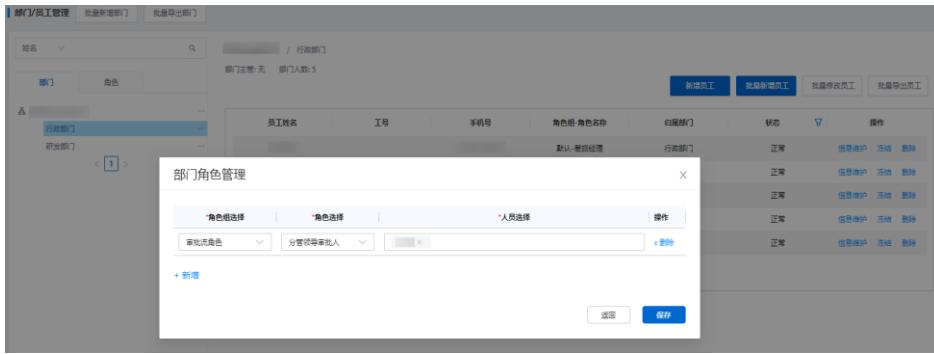 部门/员工管理 批量新增部门 批量导出部门
姓名
/ 行政部门
部门主管: 无 部门人数: 5
部门 角色
新增员工 批量新增员工 批量修改员工 批量导出员工
行政部门
研发部门
< 1 >
员工姓名 工号 手机号 角色组-角色名称 归属部门 状态 操作
默认-差旅经理 行政部门 正常 信息维护 冻结 删除
正常 信息维护 冻结 删除
正常 信息维护 冻结 删除
正常 信息维护 冻结 删除
正常 信息维护 冻结 删除
部门角色管理
*角色组选择 *角色选择 *人员选择 操作
审批流角色 分管领导审批人 × x 删除
+ 新增
返回 保存